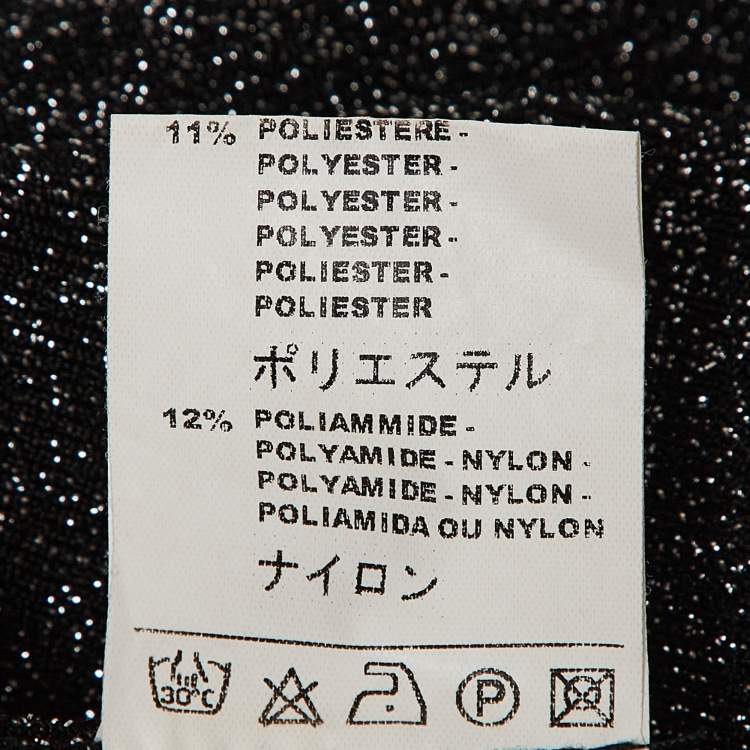 11% POLIESTERE -
POLYESTER -
POLYESTER -
POLYESTER -
POLIESTER -
POLIESTER
ポリエステル
12% POLIAMMIDE -
POLYAMIDE - NYLON -
POLYAMIDE - NYLON -
POLIAMIDA OU NYLON
ナイロン
30°C P